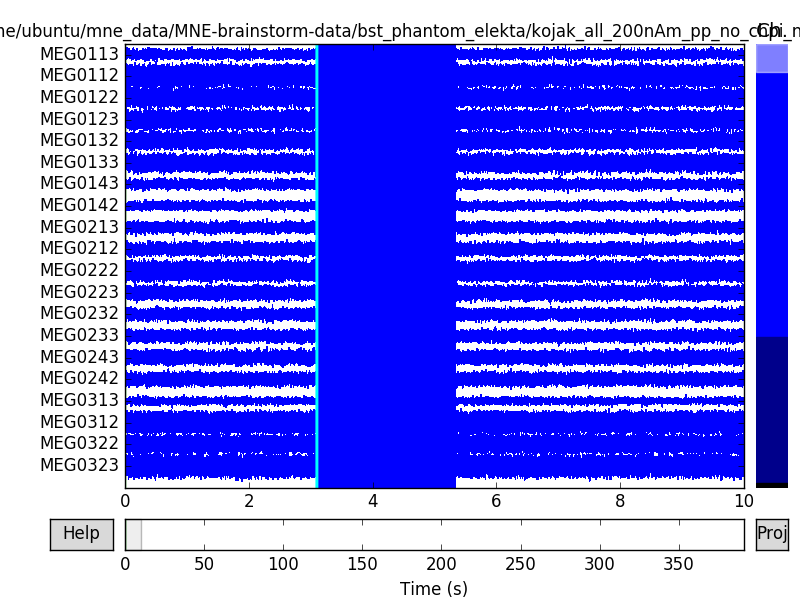 ne/ubuntu/mne_data/MNE-brainstorm-data/bst_phantom_elekta/kojak_all_200nAm_pp_no_chpi_n
MEG0113
MEG0112
MEG0122
MEG0123
MEG0132
MEG0133
MEG0143
MEG0142
MEG0213
MEG0212
MEG0222
MEG0223
MEG0232
MEG0233
MEG0243
MEG0242
MEG0313
MEG0312
MEG0322
MEG0323
0 2 4 6 8 10
Help
Proj
0 50 100 150 200 250 300 350
Time (s)